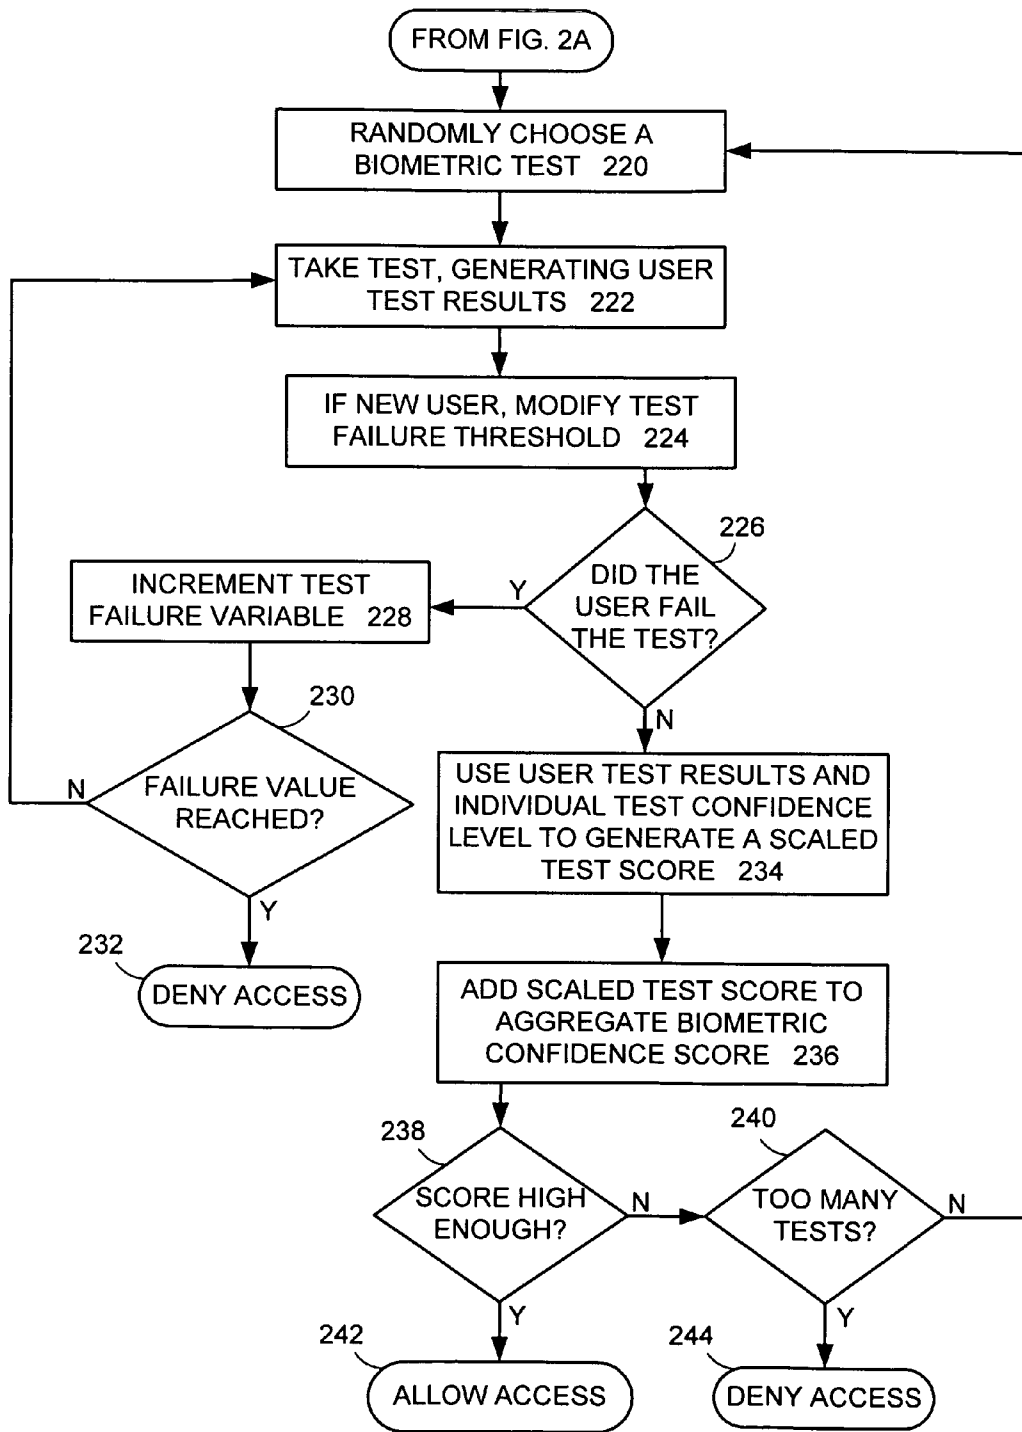 FROM FIG. 2A
RANDOMLY CHOOSE A
BIOMETRIC TEST 220
TAKE TEST, GENERATING USER
TEST RESULTS 222
IF NEW USER, MODIFY TEST
FAILURE THRESHOLD 224
226
DID THE
USER FAIL
THE TEST?
Y
N
INCREMENT TEST
FAILURE VARIABLE 228
230
FAILURE VALUE
REACHED?
N
Y
232
DENY ACCESS
USE USER TEST RESULTS AND
INDIVIDUAL TEST CONFIDENCE
LEVEL TO GENERATE A SCALED
TEST SCORE 234
ADD SCALED TEST SCORE TO
AGGREGATE BIOMETRIC
CONFIDENCE SCORE 236
238
SCORE HIGH
ENOUGH?
N
Y
240
TOO MANY
TESTS?
N
Y
242
ALLOW ACCESS
244
DENY ACCESS